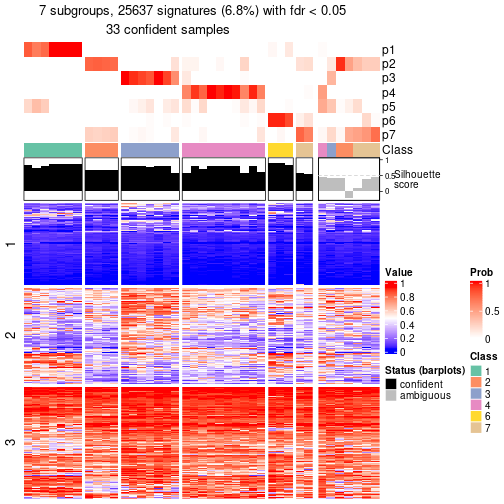 7 subgroups, 25637 signatures (6.8%) with fdr < 0.05
33 confident samples
p1
p2
p3
p4
p5
p6
p7
Class
1
0.5
0
Silhouette
score
1
2
3
Value
1
0.8
0.6
0.4
0.2
0
Status (barplots)
confident
ambiguous
Prob
1
0.5
0
Class
1
2
3
4
6
7